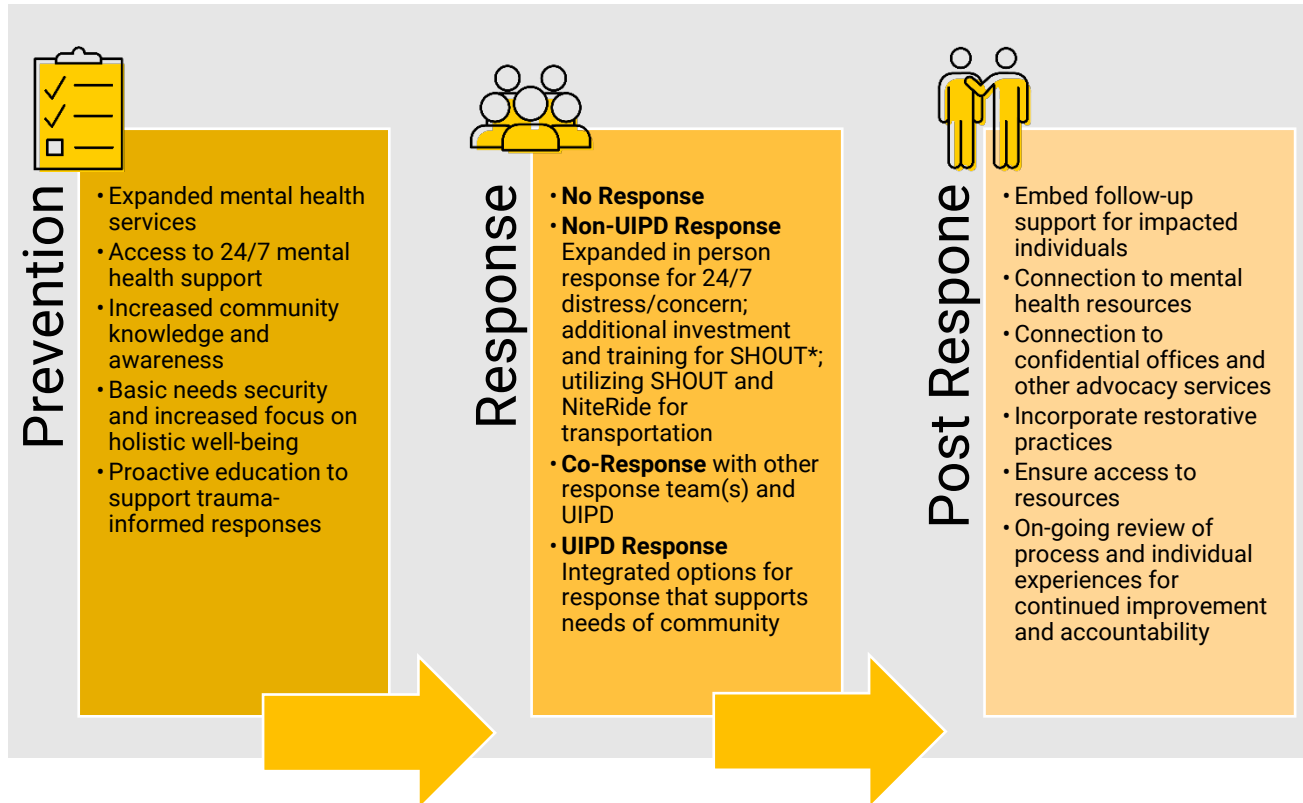 Prevention
• Expanded mental health
services
• Access to 24/7 mental
health support
• Increased community
knowledge and
awareness
• Basic needs security
and increased focus on
holistic well-being
• Proactive education to
support trauma-
informed responses
Response
• No Response
• Non-UIPD Response
Expanded in person
response for 24/7
distress/concern;
additional investment
and training for SHOUT*;
utilizing SHOUT and
NiteRide for
transportation
• Co-Response with other
response team(s) and
UIPD
• UIPD Response
Integrated options for
response that supports
needs of community
Post Respone
• Embed follow-up
support for impacted
individuals
• Connection to mental
health resources
• Connection to
confidential offices and
other advocacy services
• Incorporate restorative
practices
• Ensure access to
resources
• On-going review of
process and individual
experiences for
continued improvement
and accountability